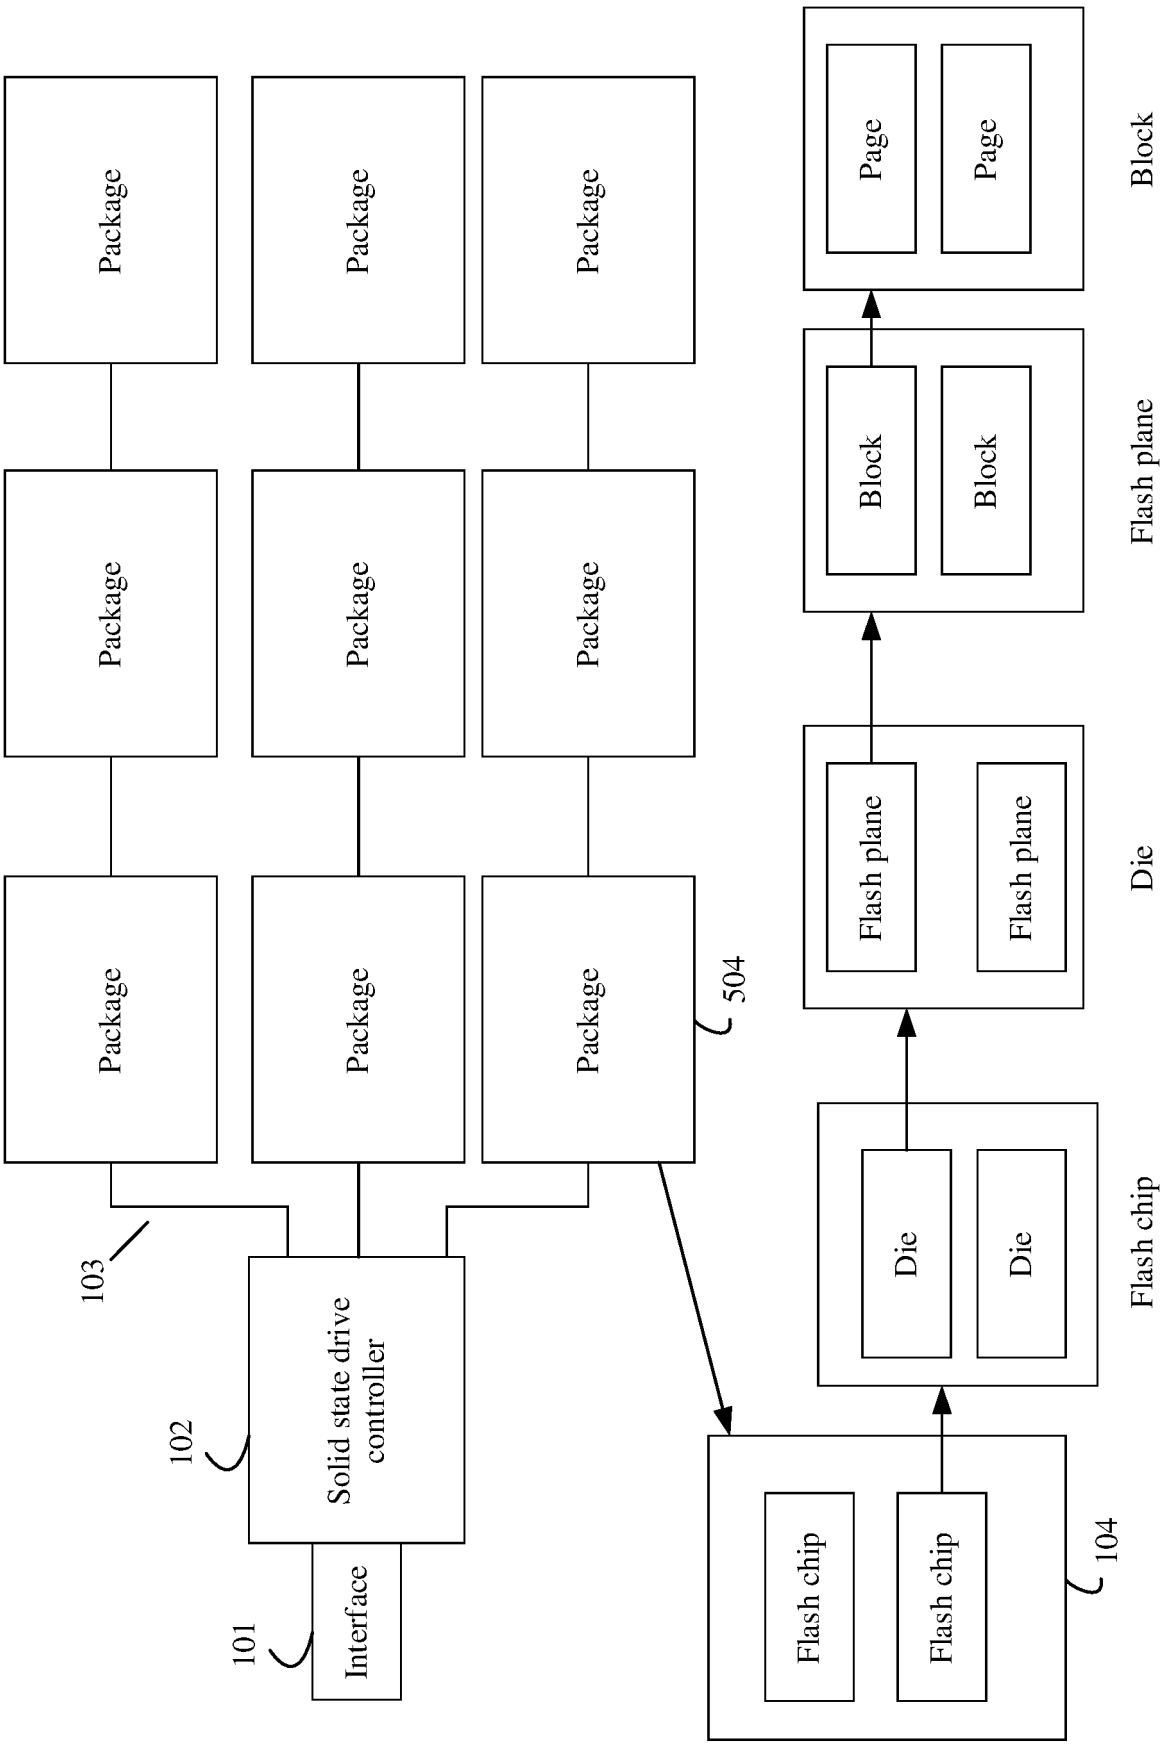 Package
Package
Package
103
Package
Package
Package
102
101
Interface
Solid state drive
controller
Package
Package
Package
504
Flash chip
Flash chip
104
Die
Die
Flash chip
Flash plane
Flash plane
Die
Block
Block
Flash plane
Page
Page
Block